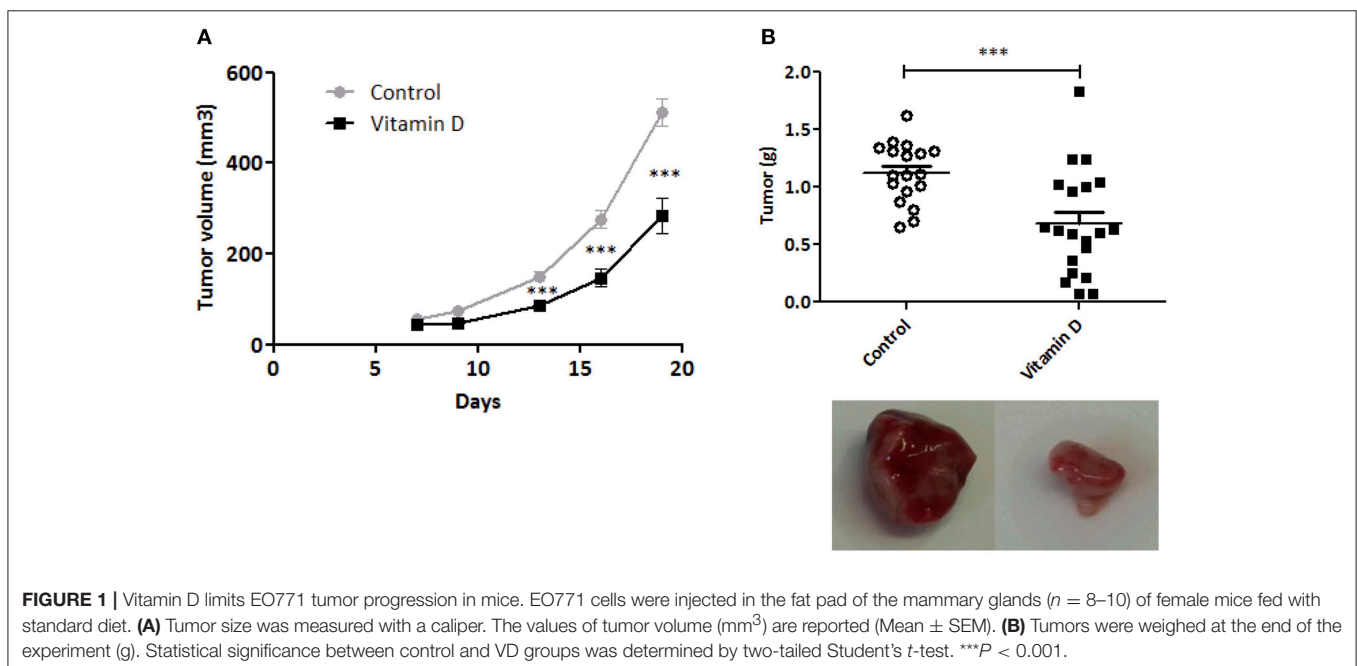 A
600
400
200
0
Tumor volume (mm3)
Control
Vitamin D
***
***
***
0 5 10 15 20
Days
B
***
2.0
1.5
1.0
0.5
0.0
Tumor (g)
Control
Vitamin D
FIGURE 1 | Vitamin D limits EO771 tumor progression in mice. EO771 cells were injected in the fat pad of the mammary glands (n = 8–10) of female mice fed with
standard diet. (A) Tumor size was measured with a caliper. The values of tumor volume (mm³) are reported (Mean ± SEM). (B) Tumors were weighed at the end of the
experiment (g). Statistical significance between control and VD groups was determined by two-tailed Student's t-test. ***P < 0.001.